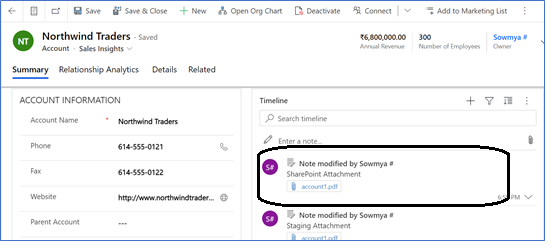 Save
Save & Close
New
Open Org Chart
Connect
Add to Marketing List
NT
Northwind Traders - Saved
Account · Sales Insights
₹6,800,000.00
Annual Revenue
300
Number of Employees
Sowmya #
Owner
Summary
Relationship Analytics
Details
Related
ACCOUNT INFORMATION
Account Name * Northwind Traders
Phone 614-555-0121
Fax 614-555-0122
Website http://www.northwindtrader...
Parent Account ---
Timeline
Search timeline
Enter a note...
S#
Note modified by Sowmya #
SharePoint Attachment
account1.pdf
S#
Note modified by Sowmya #
Staging Attachment
account1.pdf